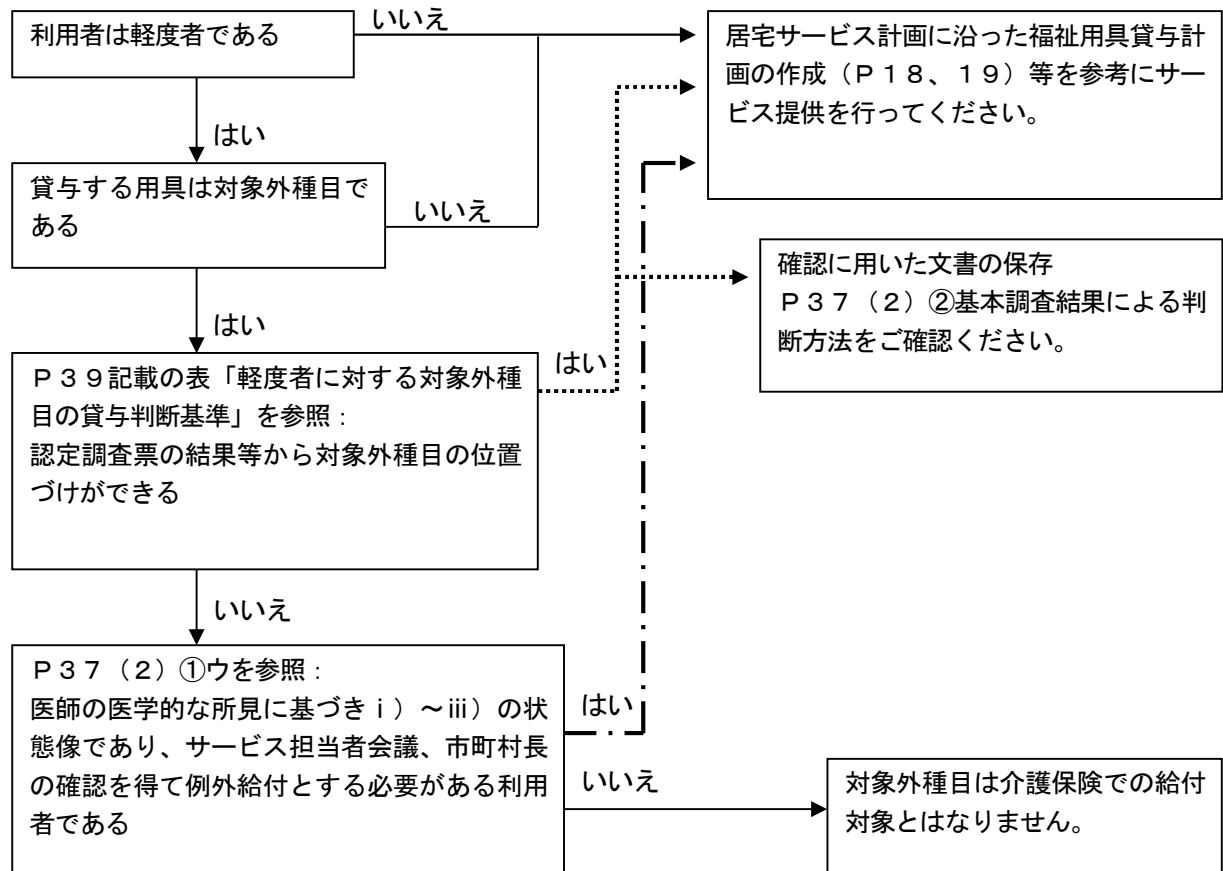 利用者は軽度者である
いいえ
居宅サービス計画に沿った福祉用具貸与計
画の作成（Ｐ１８、１９）等を参考にサー
ビス提供を行ってください。
はい
貸与する用具は対象外種目で
ある
いいえ
確認に用いた文書の保存
Ｐ３７（２）②基本調査結果による判
断方法をご確認ください。
はい
Ｐ３９記載の表「軽度者に対する対象外種
目の貸与判断基準」を参照：
認定調査票の結果等から対象外種目の位置
づけができる
はい
いいえ
Ｐ３７（２）①ウを参照：
医師の医学的な所見に基づきⅰ）～ⅲ）の状
態像であり、サービス担当者会議、市町村長
の確認を得て例外給付とする必要がある利用
者である
はい
いいえ
対象外種目は介護保険での給付
対象とはなりません。